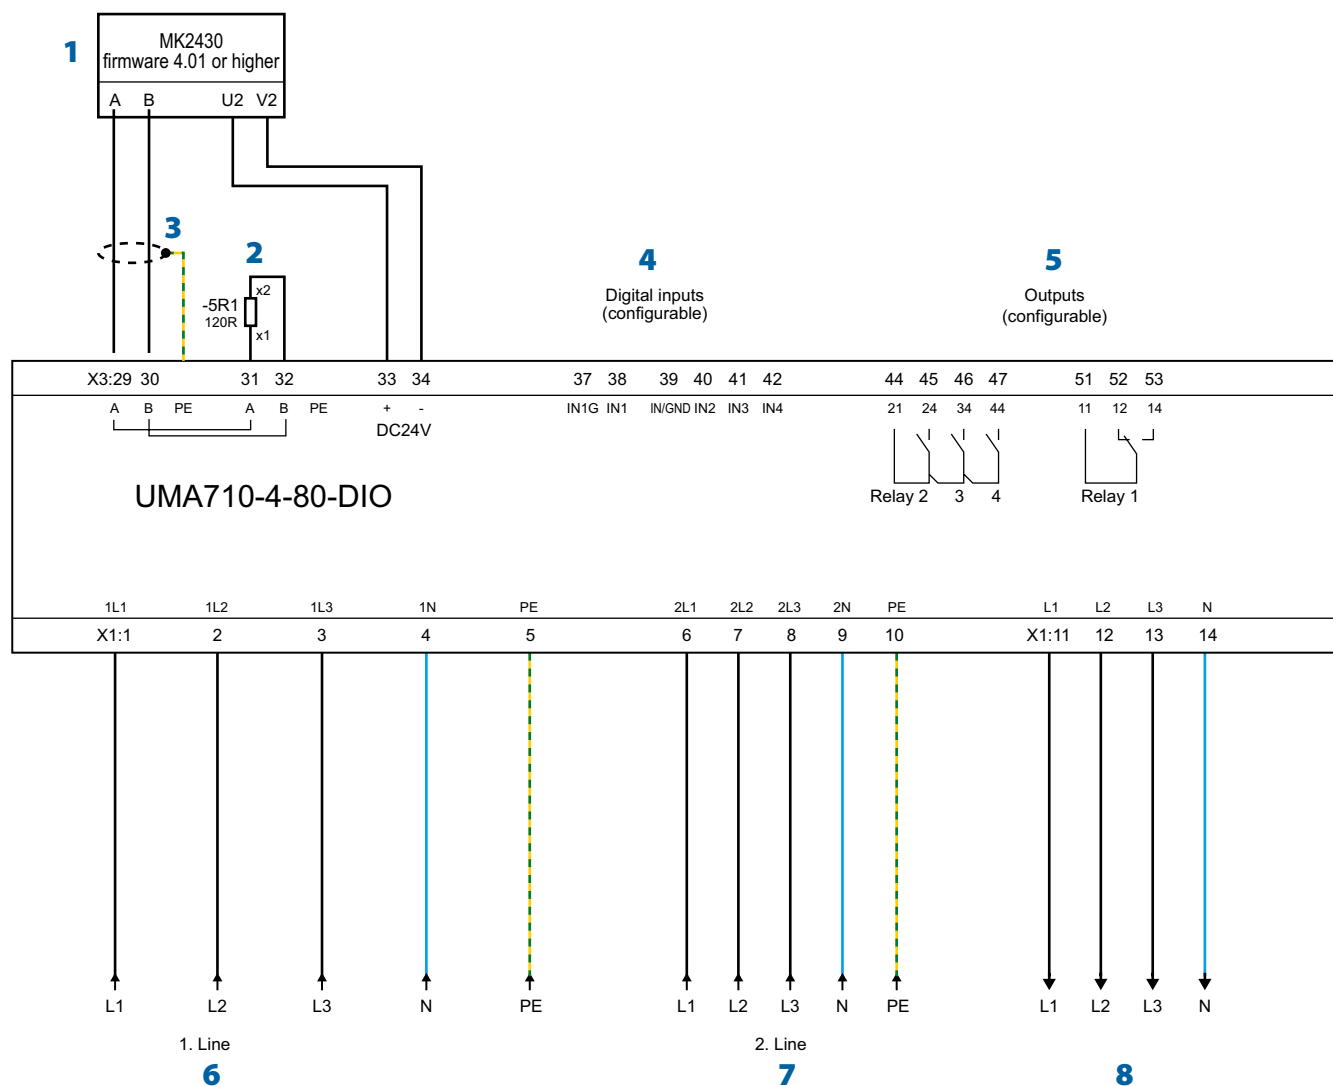 1
MK2430
firmware 4.01 or higher
A B U2 V2
3
2
4
5
x2
-5R1
120R
x1
Digital inputs
(configurable)
Outputs
(configurable)
X3:29 30 31 32 33 34 37 38 39 40 41 42 44 45 46 47 51 52 53
A B PE A B PE + - IN1G IN1 IN/GND IN2 IN3 IN4 21 24 34 44 11 12 14
DC24V
UMA710-4-80-DIO
Relay 2 3 4 Relay 1
1L1 1L2 1L3 1N PE 2L1 2L2 2L3 2N PE L1 L2 L3 N
X1:1 2 3 4 5 6 7 8 9 10 X1:11 12 13 14
L1 L2 L3 N PE L1 L2 L3 N PE L1 L2 L3 N
1. Line 2. Line
6 7 8